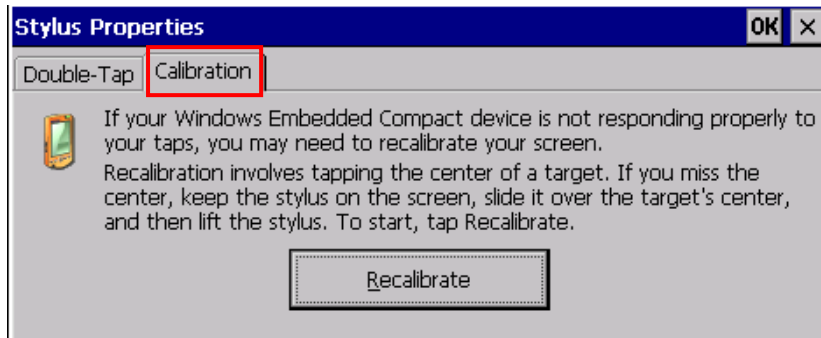 Stylus Properties OK ×
Double-Tap Calibration
If your Windows Embedded Compact device is not responding properly to
your taps, you may need to recalibrate your screen.
Recalibration involves tapping the center of a target. If you miss the
center, keep the stylus on the screen, slide it over the target's center,
and then lift the stylus. To start, tap Recalibrate.
Recalibrate